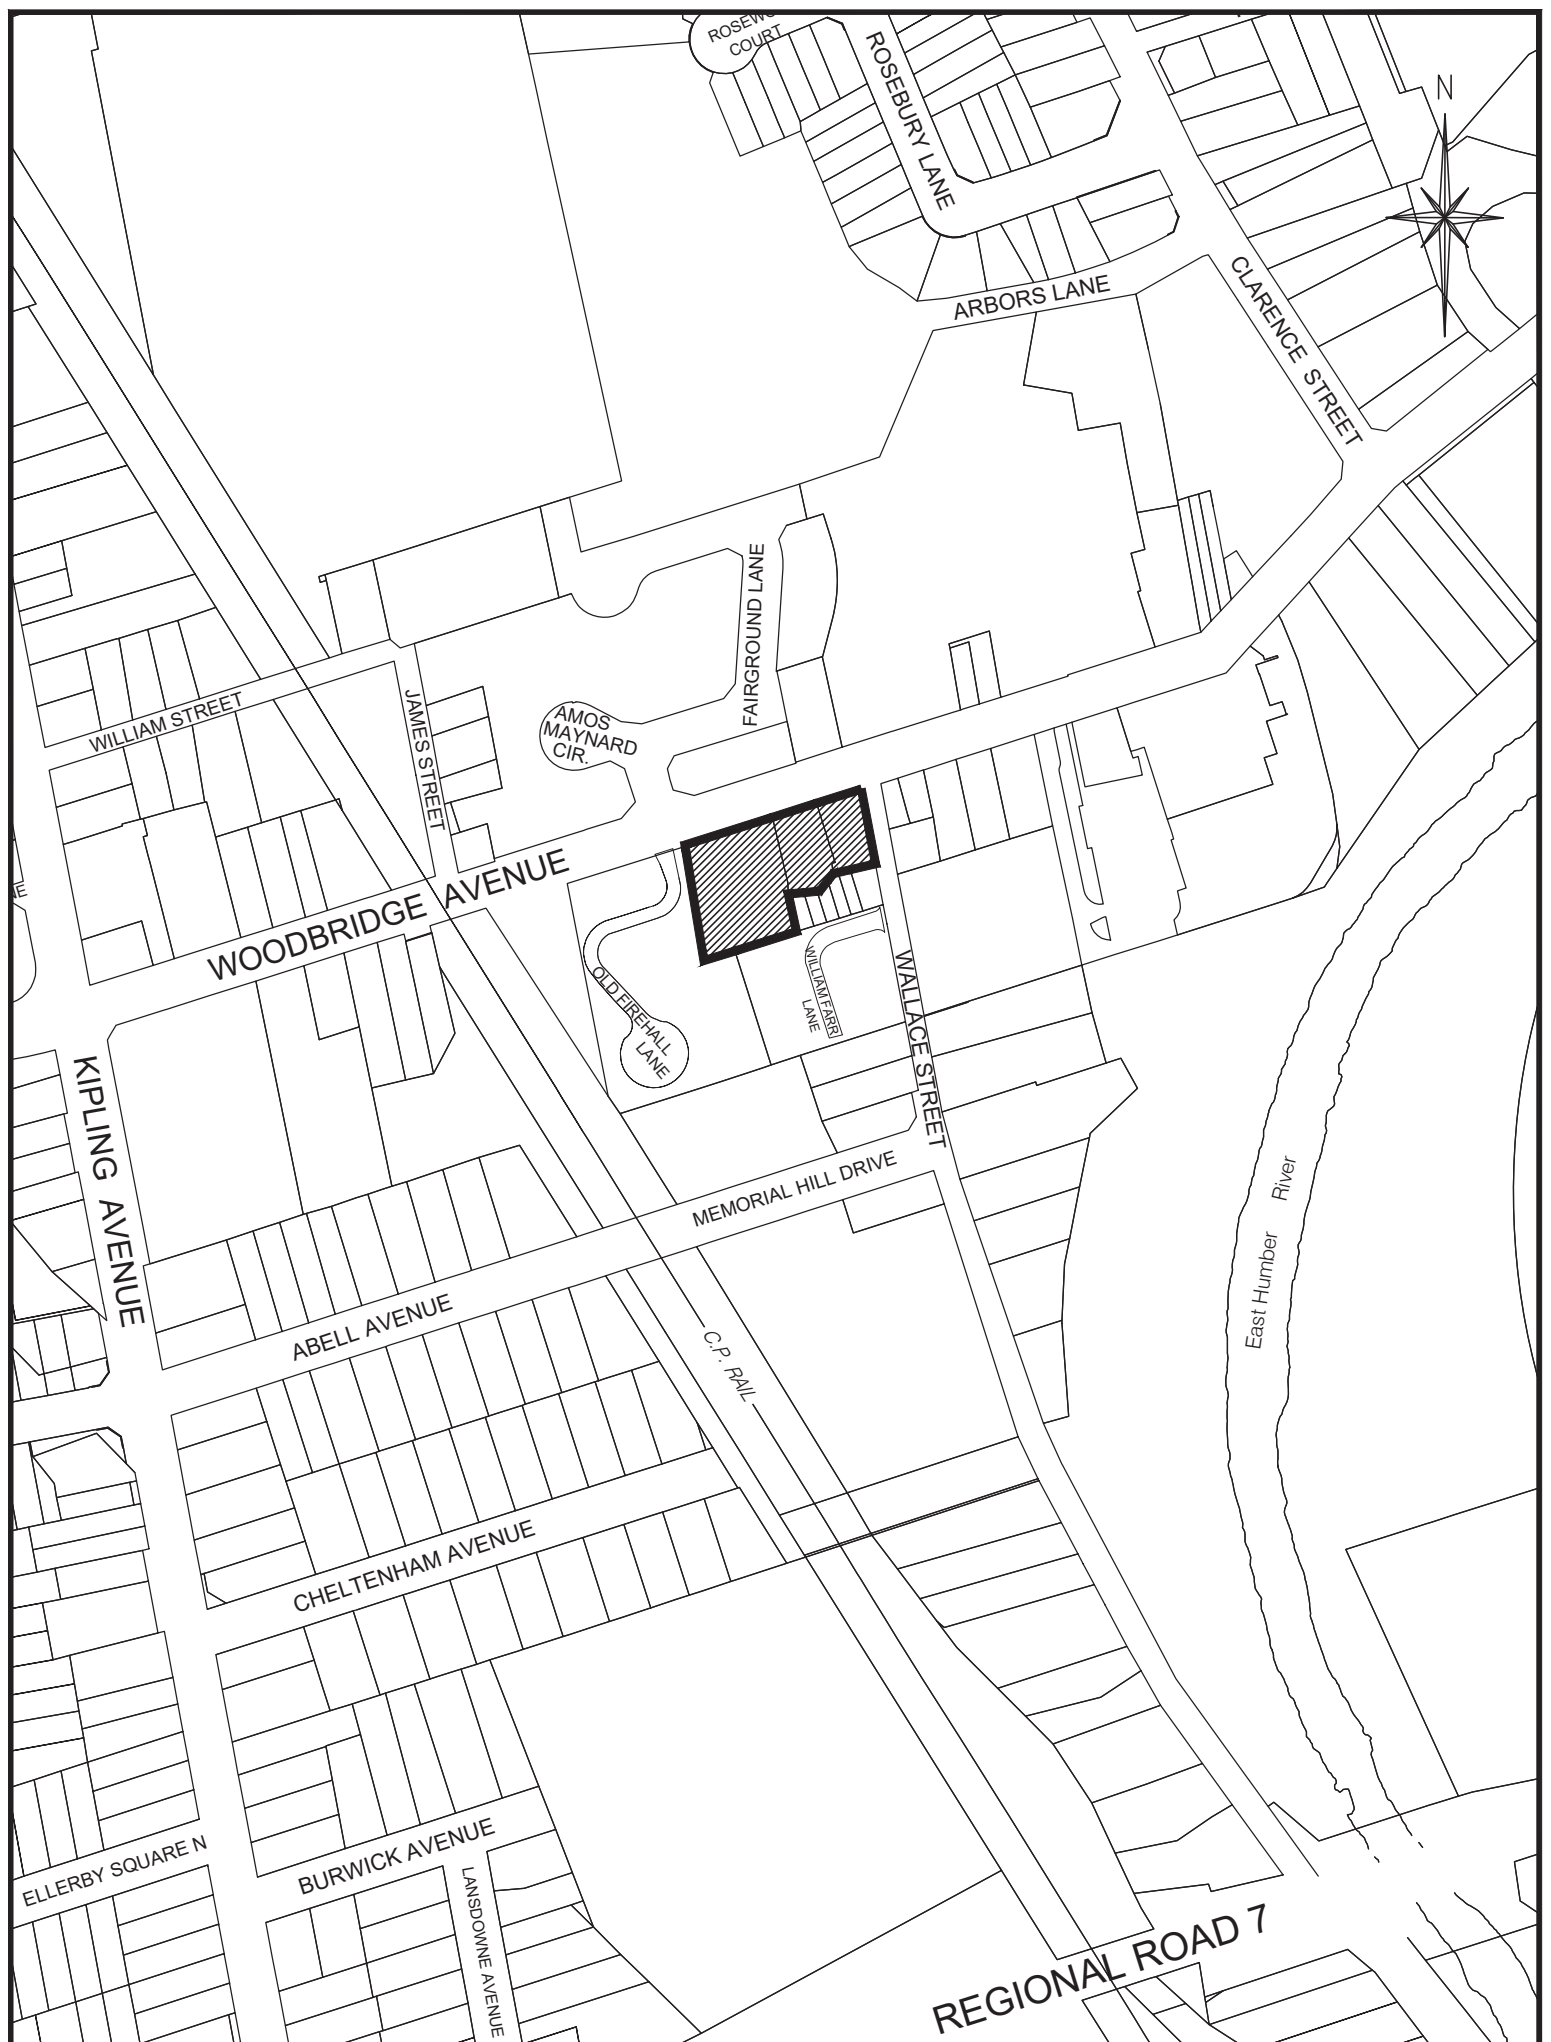 COURT
ROSEBURY LANE
N
ARBORS LANE
CLARENCE STREET
FAIRGROUND LANE
WILLIAM STREET
JAMES STREET
AMOS
MAYNARD
CIR.
WOODBRIDGE AVENUE
OLD FIREHALL
LANE
WILLIAM FARR
LANE
WALLACE STREET
KIPLING AVENUE
MEMORIAL HILL DRIVE
East Humber River
ABELL AVENUE
C.P. RAIL
CHELTENHAM AVENUE
BURWICK AVENUE
ELLERBY SQUARE N
LANSDOWNE AVENUE
REGIONAL ROAD 7